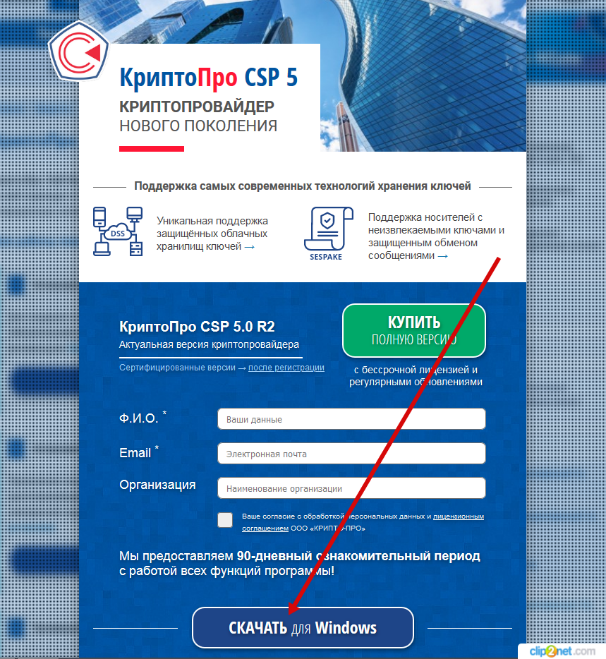 КриптоПро CSP 5
КРИПТОПРОВАЙДЕР
НОВОГО ПОКОЛЕНИЯ
Поддержка самых современных технологий хранения ключей
DSS
Уникальная поддержка
защищённых облачных
хранилищ ключей →
SESPAKE
Поддержка носителей с
неизвлекаемыми ключами и
защищенным обменом
сообщениями →
КриптоПро CSP 5.0 R2
Актуальная версия криптопровайдера
Сертифицированные версии → после регистрации
КУПИТЬ
ПОЛНУЮ ВЕРСИЮ
с бессрочной лицензией и
регулярными обновлениями
Ф.И.О. *
Ваши данные
Email *
Электронная почта
Организация
Наименование организации
Ваше согласие с обработкой персональных данных и лицензионным
соглашением ООО «КРИПТО-ПРО»
Мы предоставляем 90-дневный ознакомительный период
с работой всех функций программы!
СКАЧАТЬ для Windows
clip2net.com